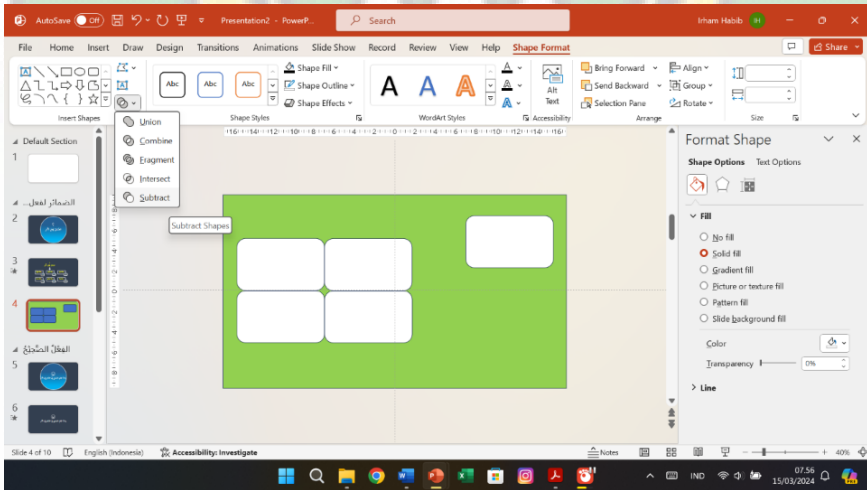 AutoSave Off Presentation2 - PowerP... Search Irham Habib IH
File Home Insert Draw Design Transitions Animations Slide Show Record Review View Help Shape Format Share
Abc Abc Abc
Shape Fill
Shape Outline
Shape Effects
A A A
Alt Text
Bring Forward
Send Backward
Selection Pane
Align
Group
Rotate
Insert Shapes Shape Styles WordArt Styles Accessibility Arrange Size
Union
Combine
Fragment
Intersect
Subtract
Subtract Shapes
Default Section
1
الضمائر لفعل...
2
3
4
5
6
Format Shape
Shape Options Text Options
Fill
No fill
Solid fill
Gradient fill
Picture or texture fill
Pattern fill
Slide background fill
Color
Transparency 0%
Line
Slide 4 of 10 English (Indonesia) Accessibility: Investigate Notes 40%
IND 07.56
15/03/2024